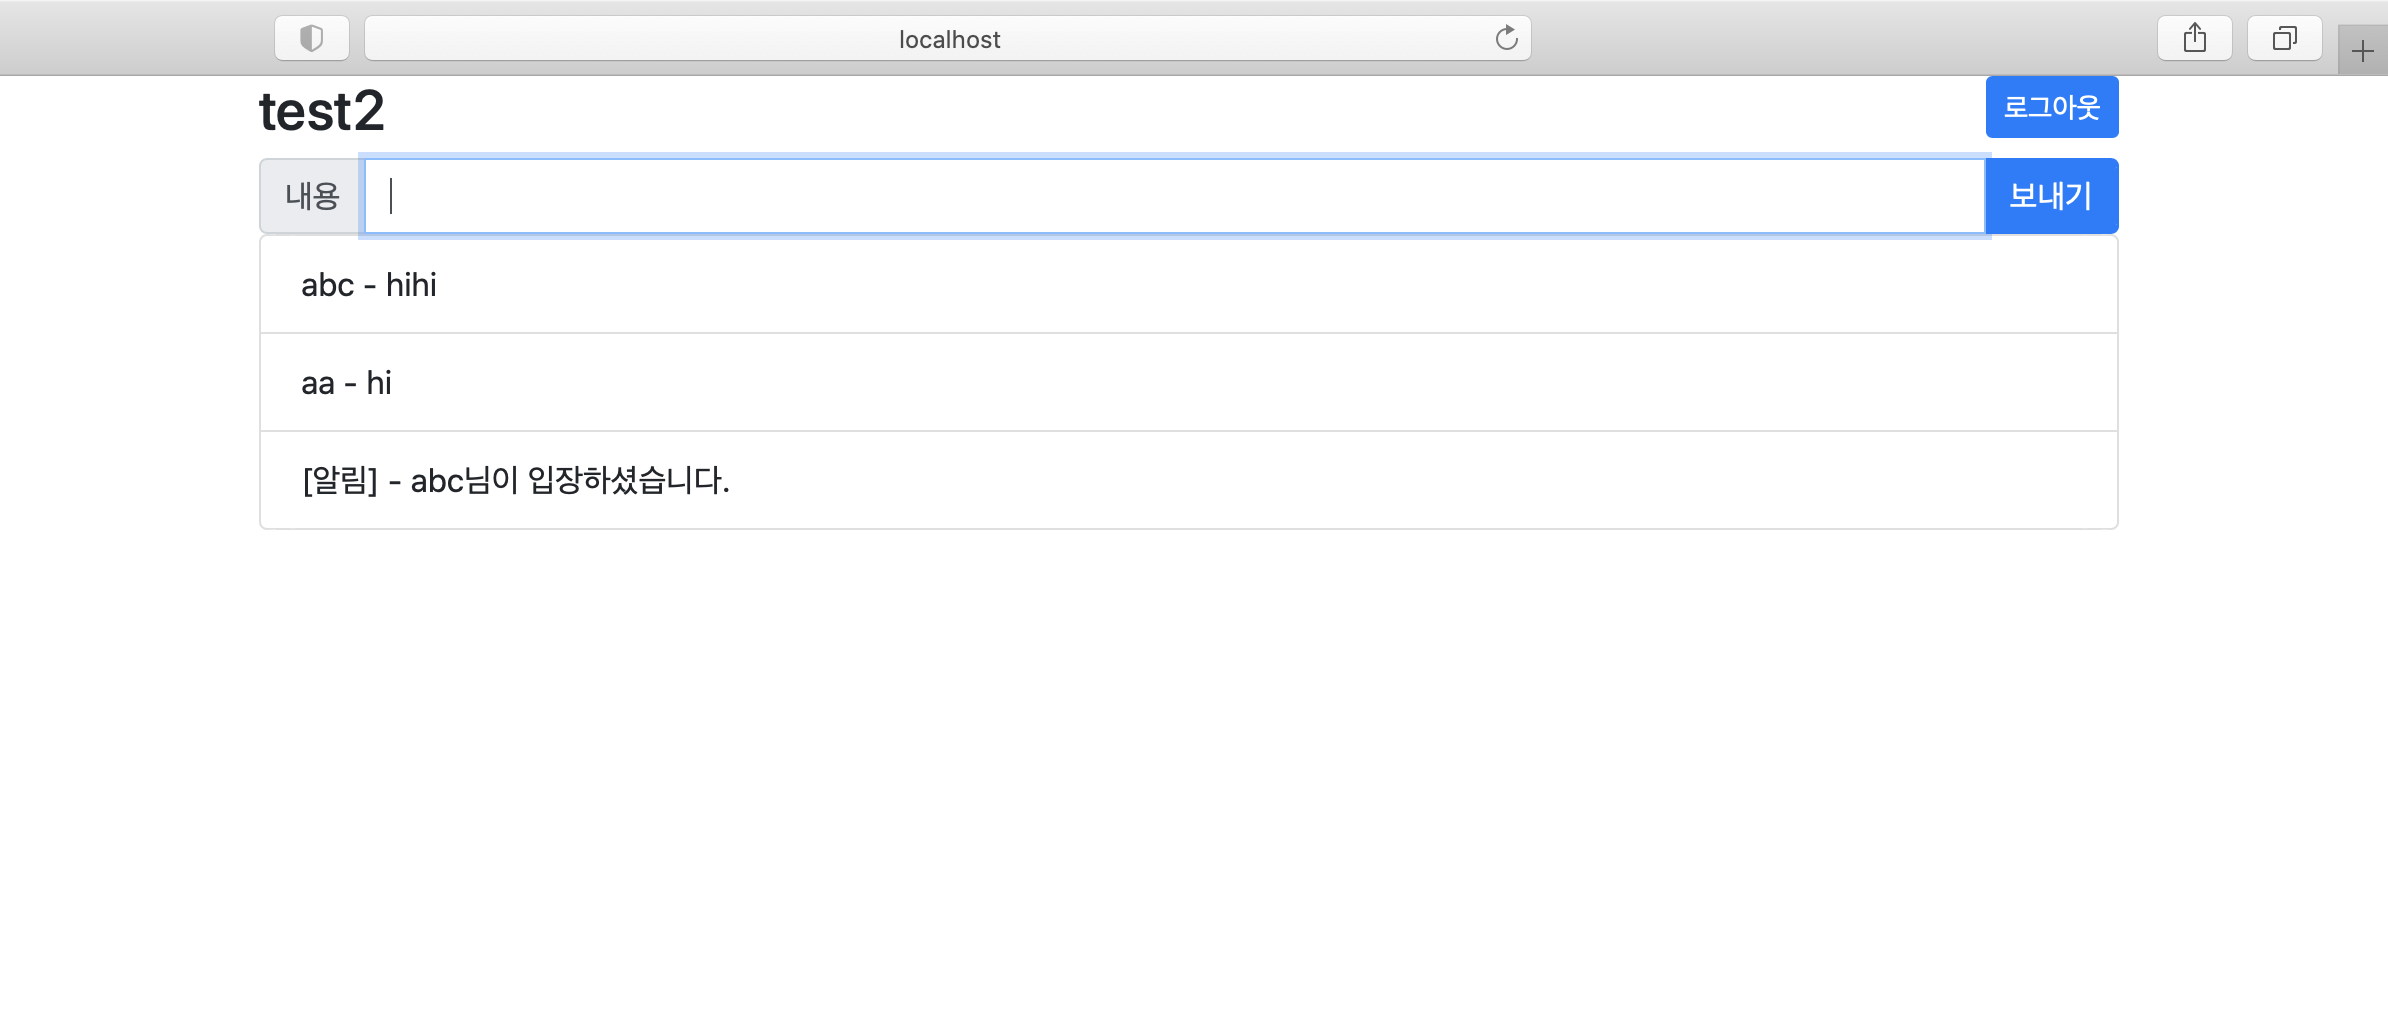 localhost
test2
로그아웃
내용
보내기
abc - hihi
aa - hi
[알림] - abc님이 입장하셨습니다.